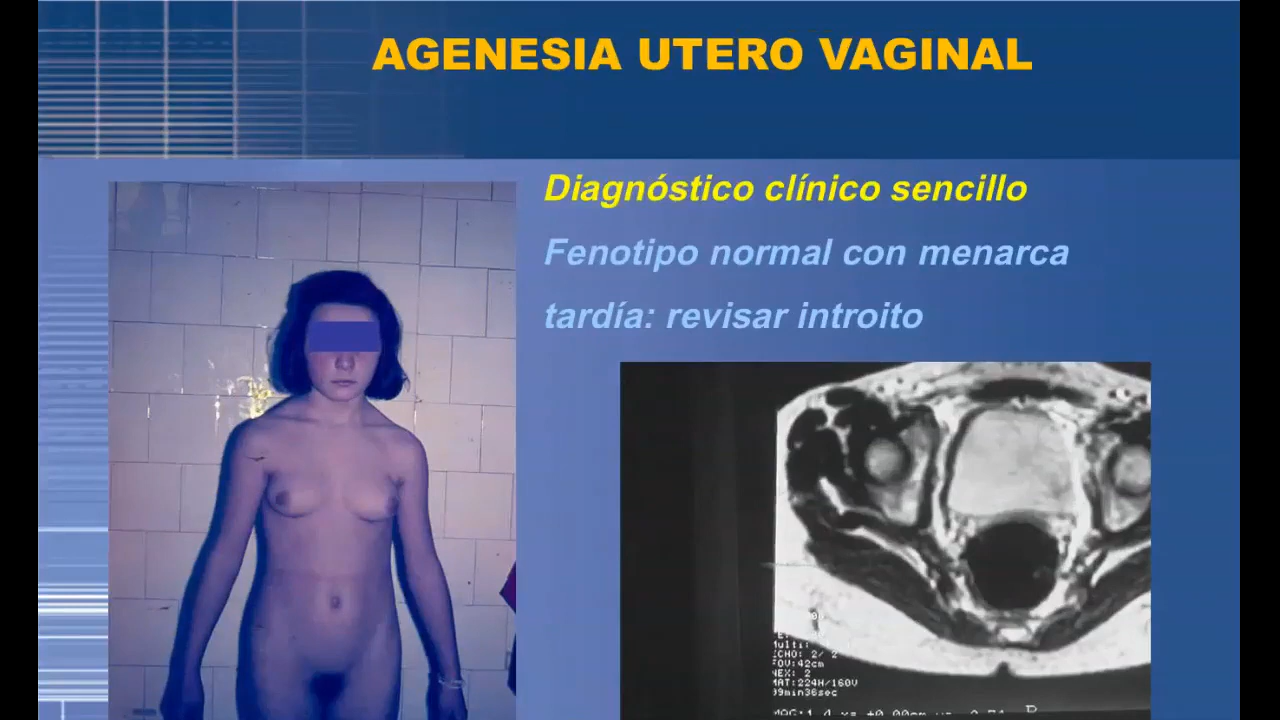 AGENESIA UTERO VAGINAL
Diagnóstico clínico sencillo
Fenotipo normal con menarca
tardía: revisar introito
FOV:42cm
NEX: 2
MAT:224H/160V